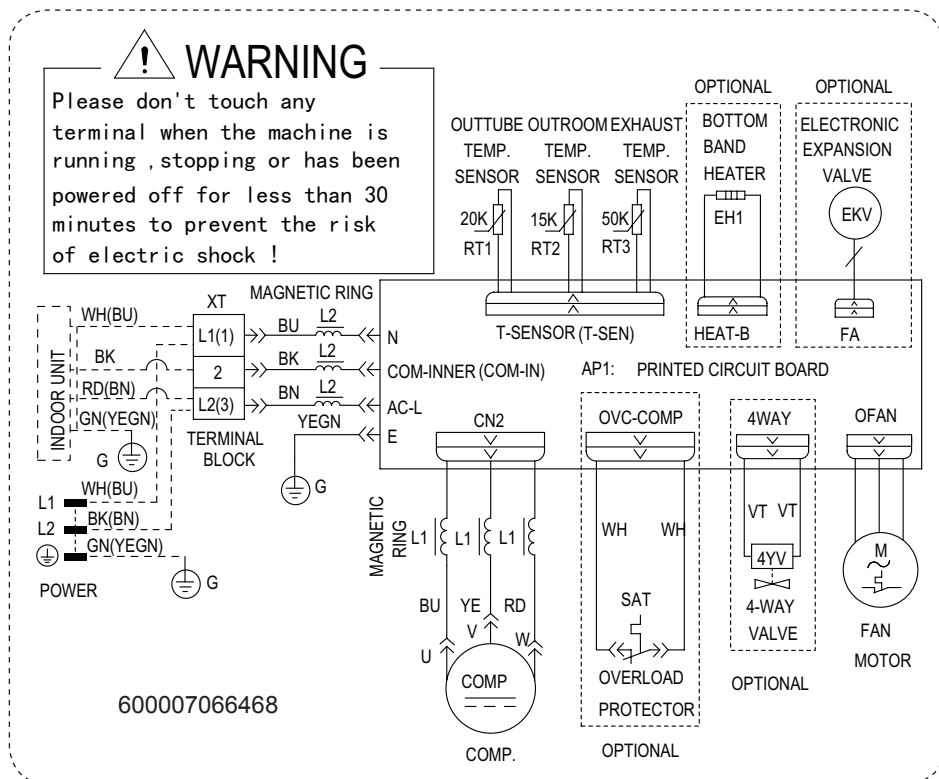 WARNING
Please don't touch any
terminal when the machine is
running ,stopping or has been
powered off for less than 30
minutes to prevent the risk
of electric shock !
OPTIONAL
OPTIONAL
OUTTUBE OUTROOM EXHAUST
TEMP. TEMP. TEMP.
SENSOR SENSOR SENSOR
20K 15K 50K
RT1 RT2 RT3
BOTTOM
BAND
HEATER
EH1
ELECTRONIC
EXPANSION
VALVE
EKV
T-SENSOR (T-SEN)
HEAT-B
FA
INDOOR UNIT
WH(BU)
BK
RD(BN)
GN(YEGN)
G
XT
L1(1)
2
L2(3)
TERMINAL
BLOCK
MAGNETIC RING
BU L2
BK L2
BN L2
YEGN
G
N
COM-INNER (COM-IN)
AC-L
E
AP1: PRINTED CIRCUIT BOARD
L1
L2
WH(BU)
BK(BN)
GN(YEGN)
G
POWER
CN2
MAGNETIC
RING
L1 L1 L1
BU YE RD
U V W
COMP
COMP.
OVC-COMP
WH WH
SAT
OVERLOAD
PROTECTOR
OPTIONAL
4WAY
VT VT
4YV
4-WAY
VALVE
OPTIONAL
OFAN
M
FAN
MOTOR
600007066468